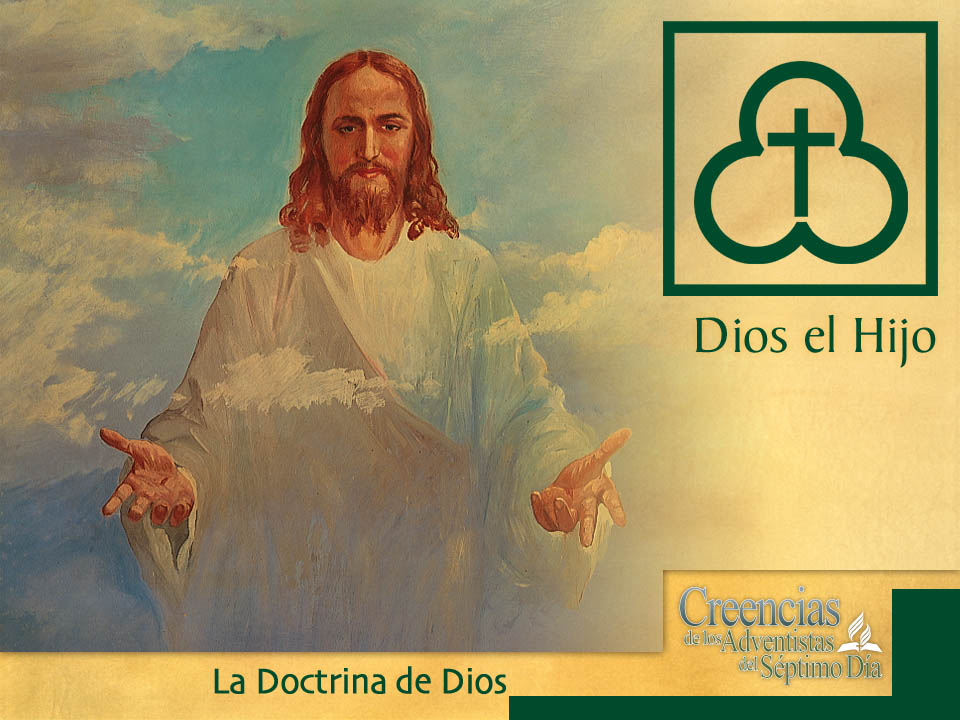 Dios el Hijo
Creencias
de los Adventistas
del Séptimo Día
La Doctrina de Dios